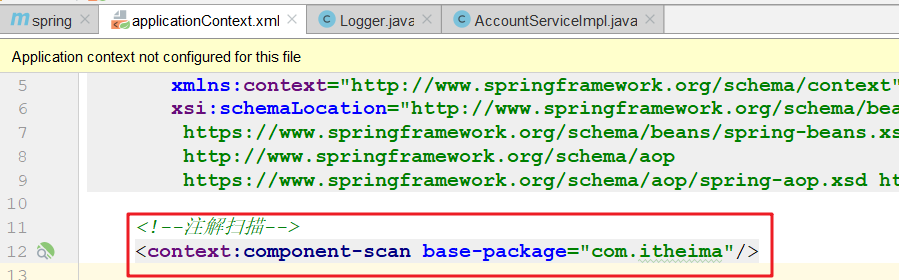 spring applicationContext.xml Logger.java AccountServiceImpl.java
Application context not configured for this file
5 xmlns:context="http://www.springframework.org/schema/context"
6 xsi:schemaLocation="http://www.springframework.org/schema/bea
7 https://www.springframework.org/schema/beans/spring-beans.xs
8 http://www.springframework.org/schema/aop
9 https://www.springframework.org/schema/aop/spring-aop.xsd ht
10
11 <!--注解扫描-->
12 <context:component-scan base-package="com.itheima"/>
13